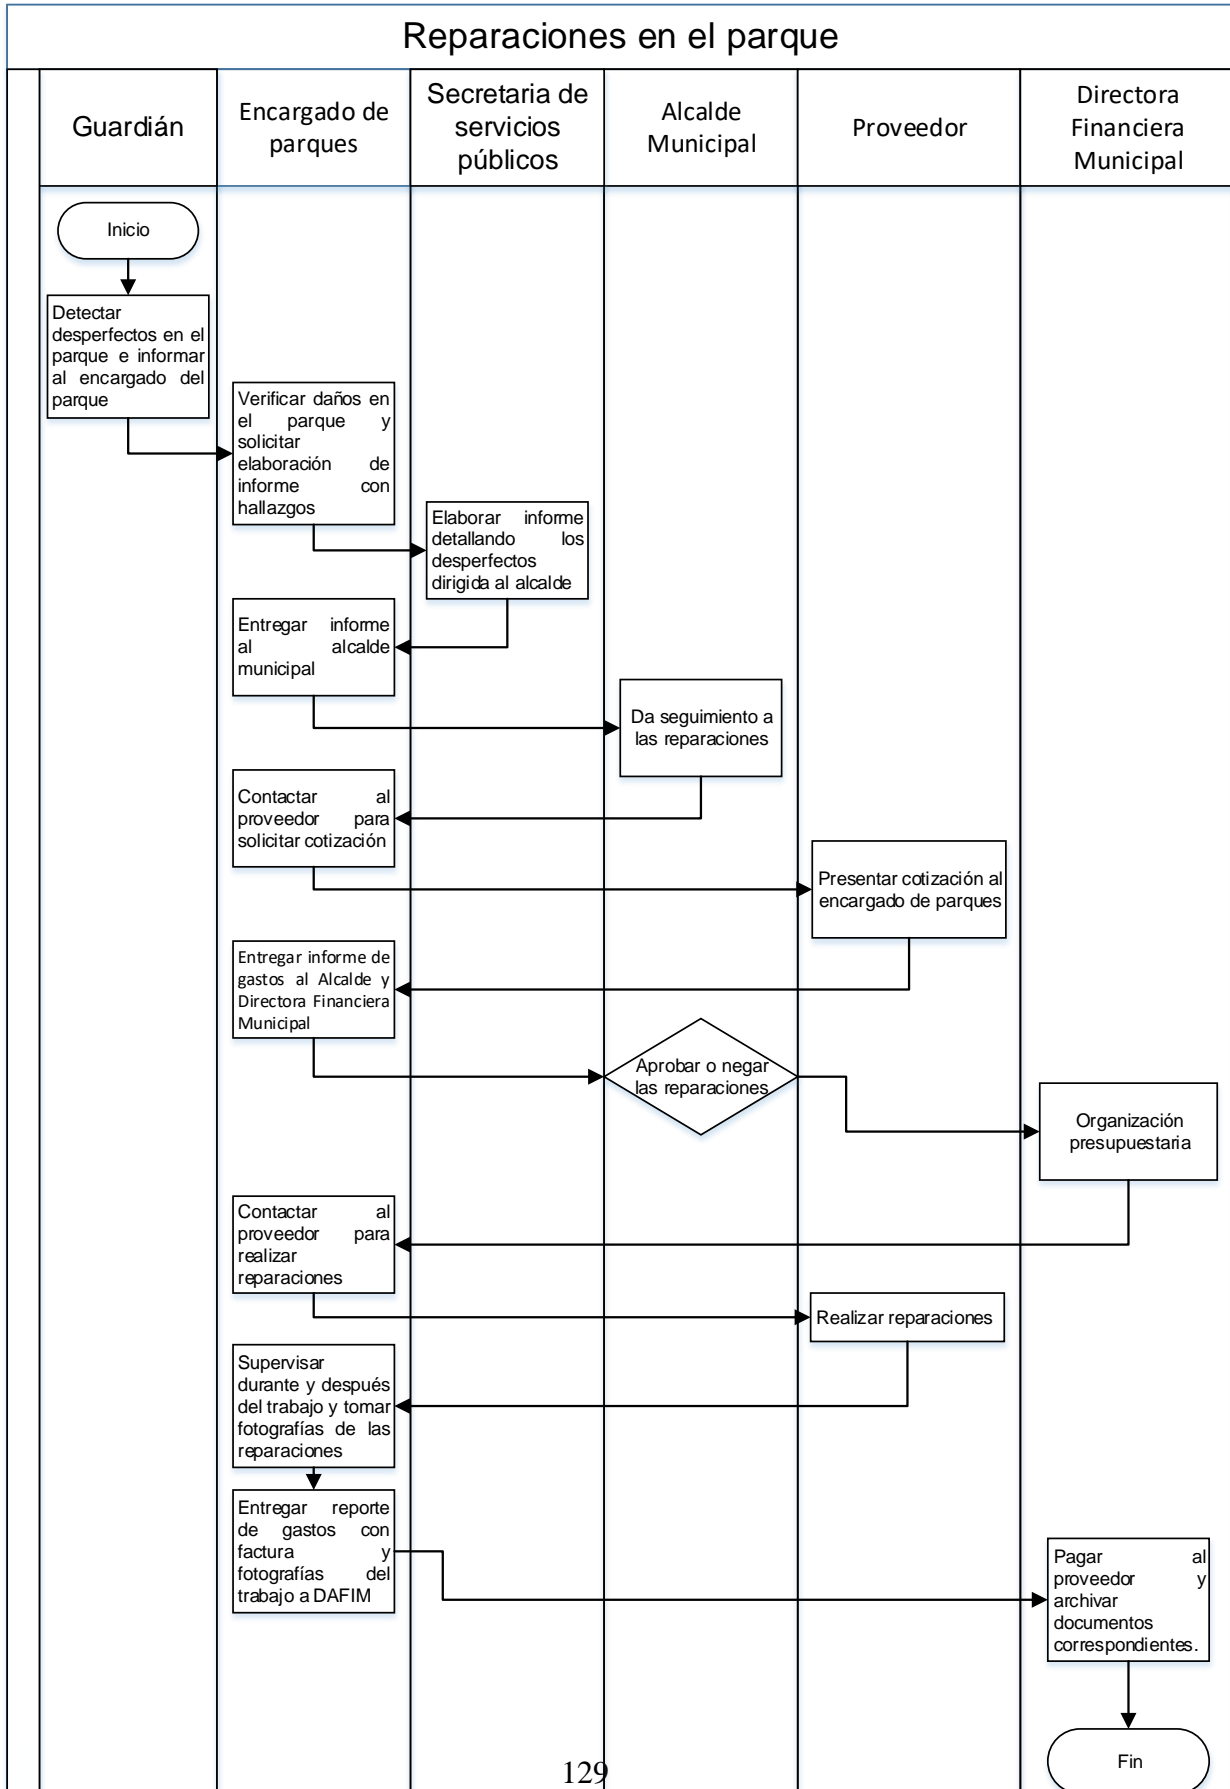 Reparaciones en el parque
Guardián
Encargado de
parques
Secretaria de
servicios
públicos
Alcalde
Municipal
Proveedor
Directora
Financiera
Municipal
Inicio
Detectar
desperfectos en el
parque e informar
al encargado del
parque
Verificar daños en
el parque y
solicitar
elaboración de
informe con
hallazgos
Elaborar informe
detallando los
desperfectos
dirigida al alcalde
Entregar informe
al alcalde
municipal
Da seguimiento a
las reparaciones
Contactar al
proveedor para
solicitar cotización
Presentar cotización al
encargado de parques
Entregar informe de
gastos al Alcalde y
Directora Financiera
Municipal
Aprobar o negar
las reparaciones
Organización
presupuestaria
Contactar al
proveedor para
realizar
reparaciones
Realizar reparaciones
Supervisar
durante y después
del trabajo y tomar
fotografías de las
reparaciones
Entregar reporte
de gastos con
factura y
fotografías del
trabajo a DAFIM
Pagar al
proveedor y
archivar
documentos
correspondientes.
Fin
129